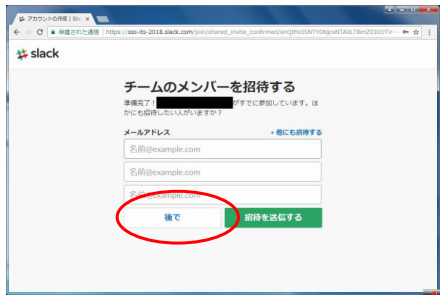 アカウントの作成 | Sla
保護された通信 | https://sss-its-2018.slack.com/join/shared_invite_confirmed/
slack
チームのメンバーを招待する
準備完了！ がすでに参加しています。ほ
かにも招待したい人がいますか？
メールアドレス
+ 他にも招待する
名前@example.com
名前@example.com
名前@example.com
後で
招待を送信する